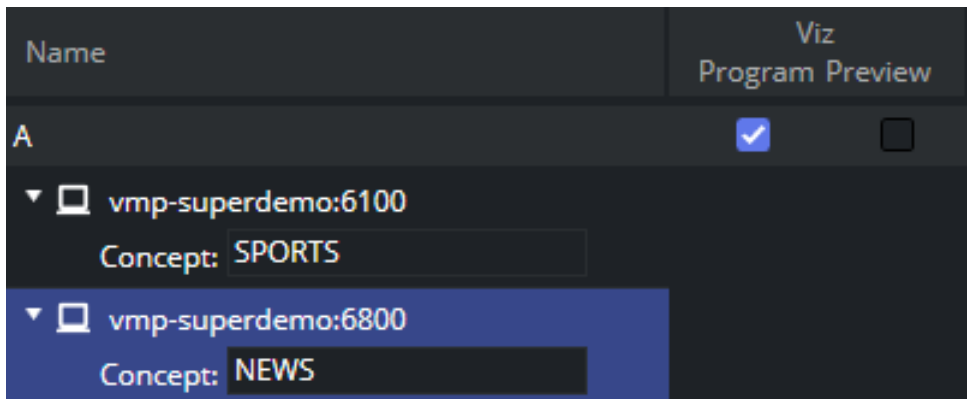 Name
Viz
Program Preview
A
vmp-superdemo:6100
Concept: SPORTS
vmp-superdemo:6800
Concept: NEWS